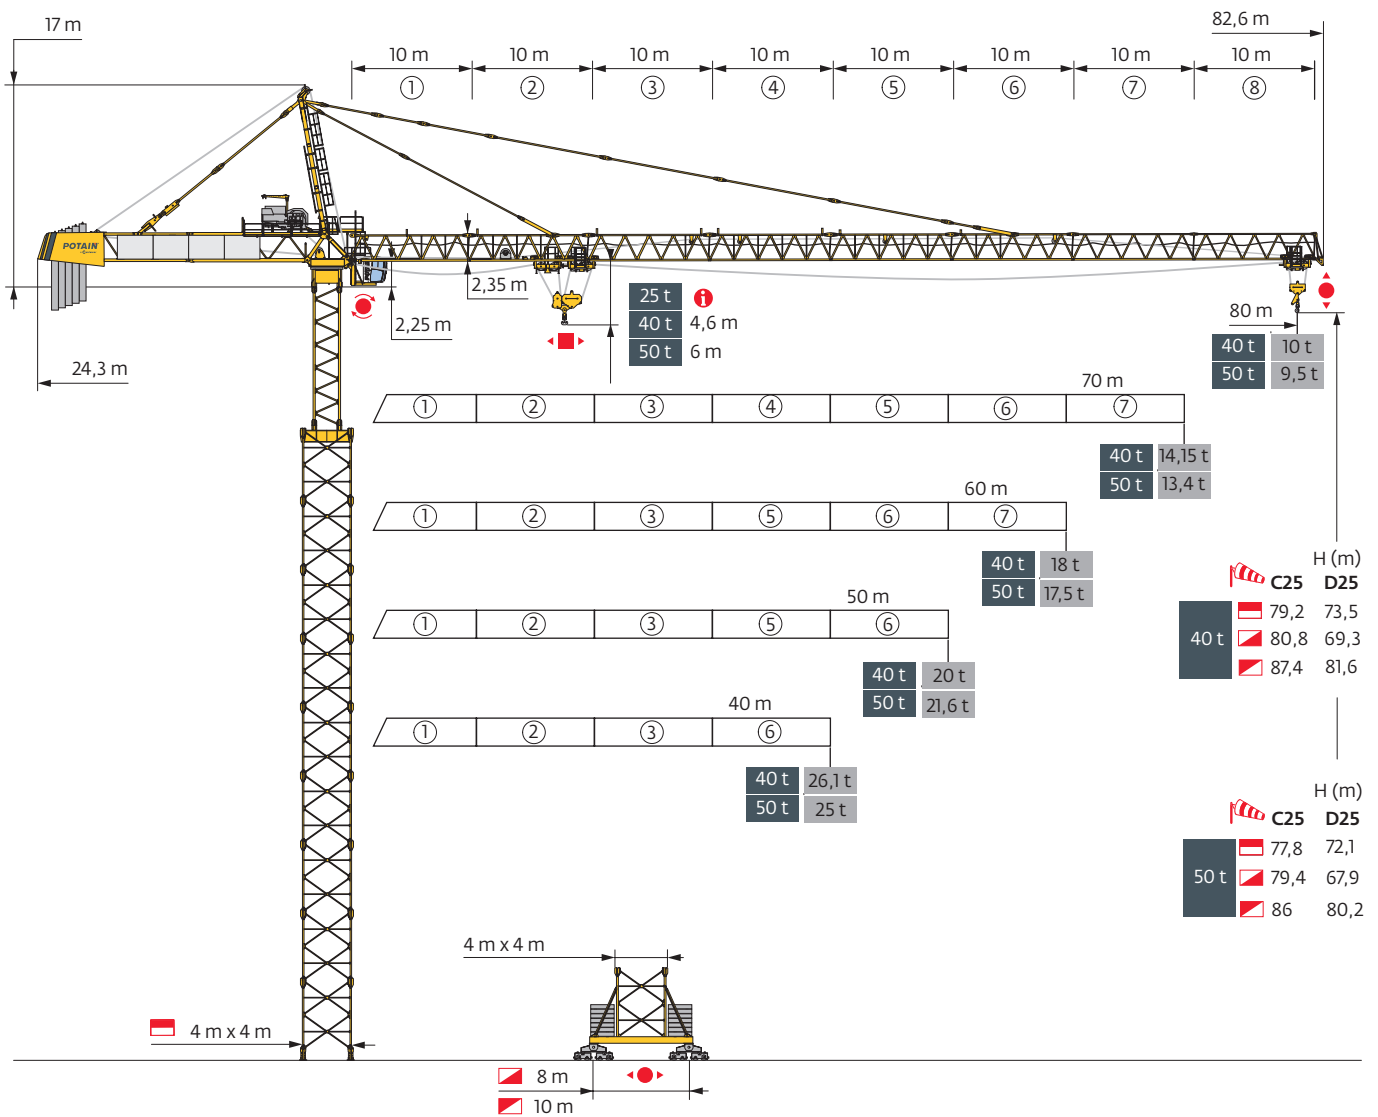 17 m
82,6 m
10 m 10 m 10 m 10 m 10 m 10 m 10 m 10 m
① ② ③ ④ ⑤ ⑥ ⑦ ⑧
POTAIN
2,35 m
2,25 m
24,3 m
25 t
40 t 4,6 m
50 t 6 m
80 m
40 t 10 t
50 t 9,5 t
70 m
① ② ③ ④ ⑤ ⑥ ⑦
40 t 14,15 t
50 t 13,4 t
60 m
① ② ③ ⑤ ⑥ ⑦
40 t 18 t
50 t 17,5 t
50 m
① ② ③ ⑤ ⑥
40 t 20 t
50 t 21,6 t
40 m
① ② ③ ⑥
40 t 26,1 t
50 t 25 t
H (m)
C25 D25
40 t
79,2 73,5
80,8 69,3
87,4 81,6
H (m)
C25 D25
50 t
77,8 72,1
79,4 67,9
86 80,2
4 m x 4 m
4 m x 4 m
8 m
10 m